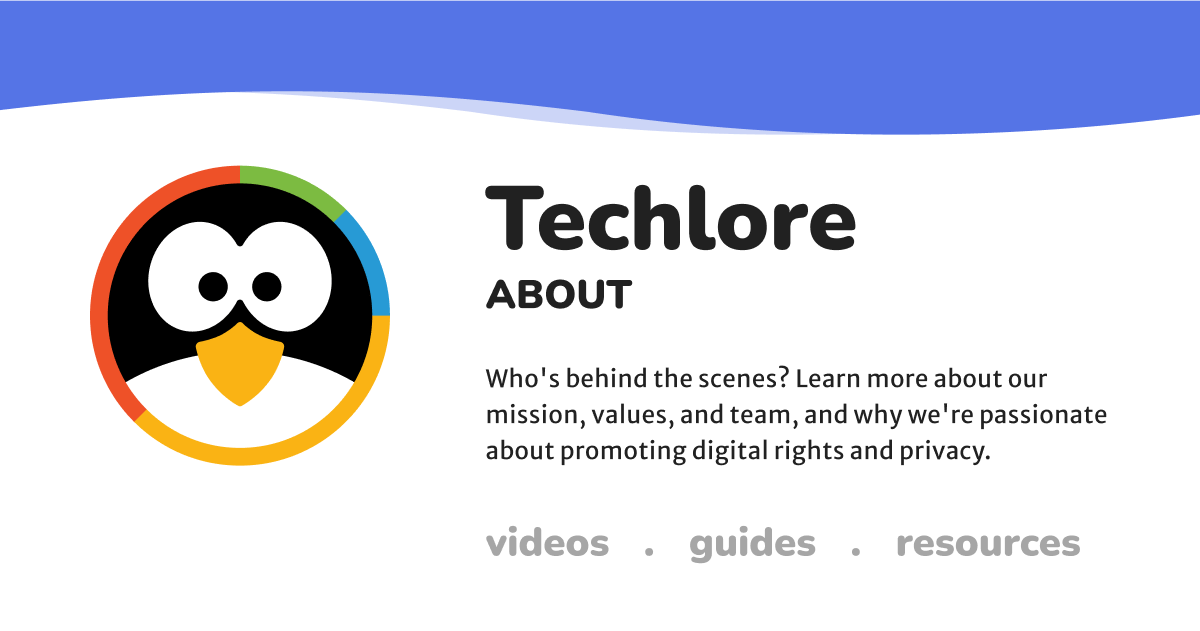 Techlore
ABOUT
Who's behind the scenes? Learn more about our
mission, values, and team, and why we're passionate
about promoting digital rights and privacy.
videos . guides . resources